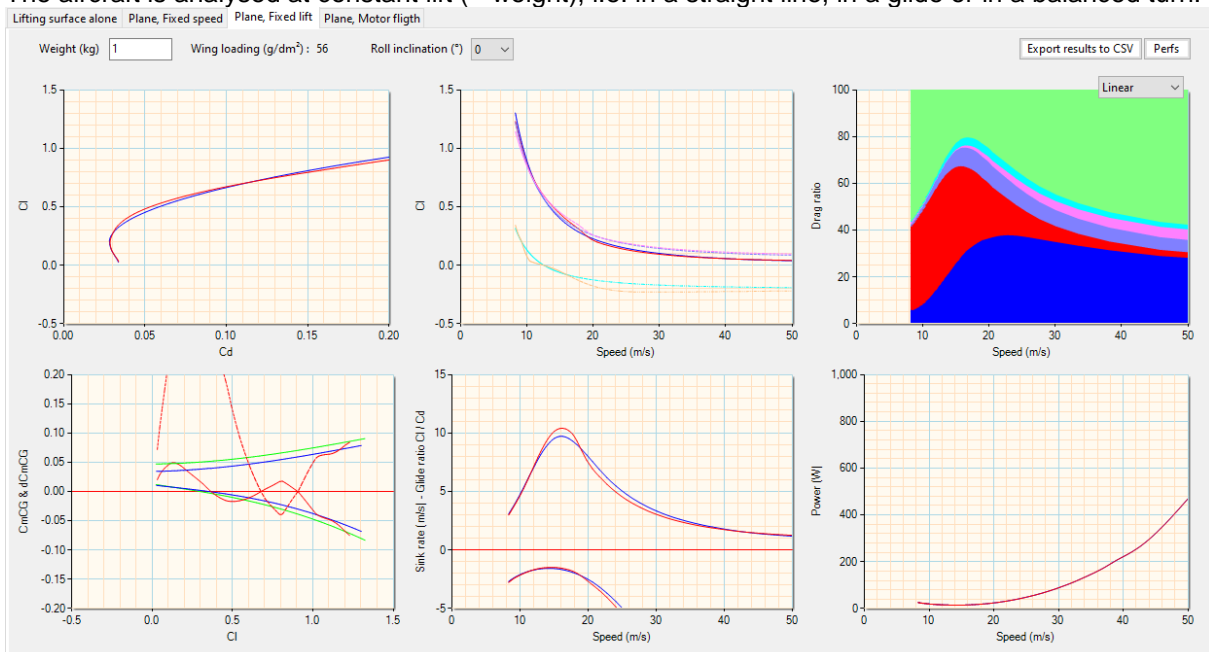 The aircraft is analysed at constant lift (= weight), i.e. in a straight line, in a glide or in a balanced turn.
Lifting surface alone Plane, Fixed speed Plane, Fixed lift Plane, Motor fligth
Weight (kg) 1 Wing loading (g/dm²) : 56 Roll inclination (°) 0 Export results to CSV Perfs
Linear
1.5
1.0
0.5
0.0
-0.5
Cl
0.00 0.05 0.10 0.15 0.20
Cd
1.5
1.0
0.5
0.0
-0.5
Cl
0 10 20 30 40 50
Speed (m/s)
100
80
60
40
20
0
Drag ratio
0 10 20 30 40 50
Speed (m/s)
0.20
0.15
0.10
0.05
0.00
-0.05
-0.10
-0.15
-0.20
CmCG & dCmCG
-0.5 0.0 0.5 1.0 1.5
Cl
15
10
5
0
-5
Sink rate (m/s) - Glide ratio Cl / Cd
0 10 20 30 40 50
Speed (m/s)
1,000
800
600
400
200
0
Power [W]
0 10 20 30 40 50
Speed (m/s)